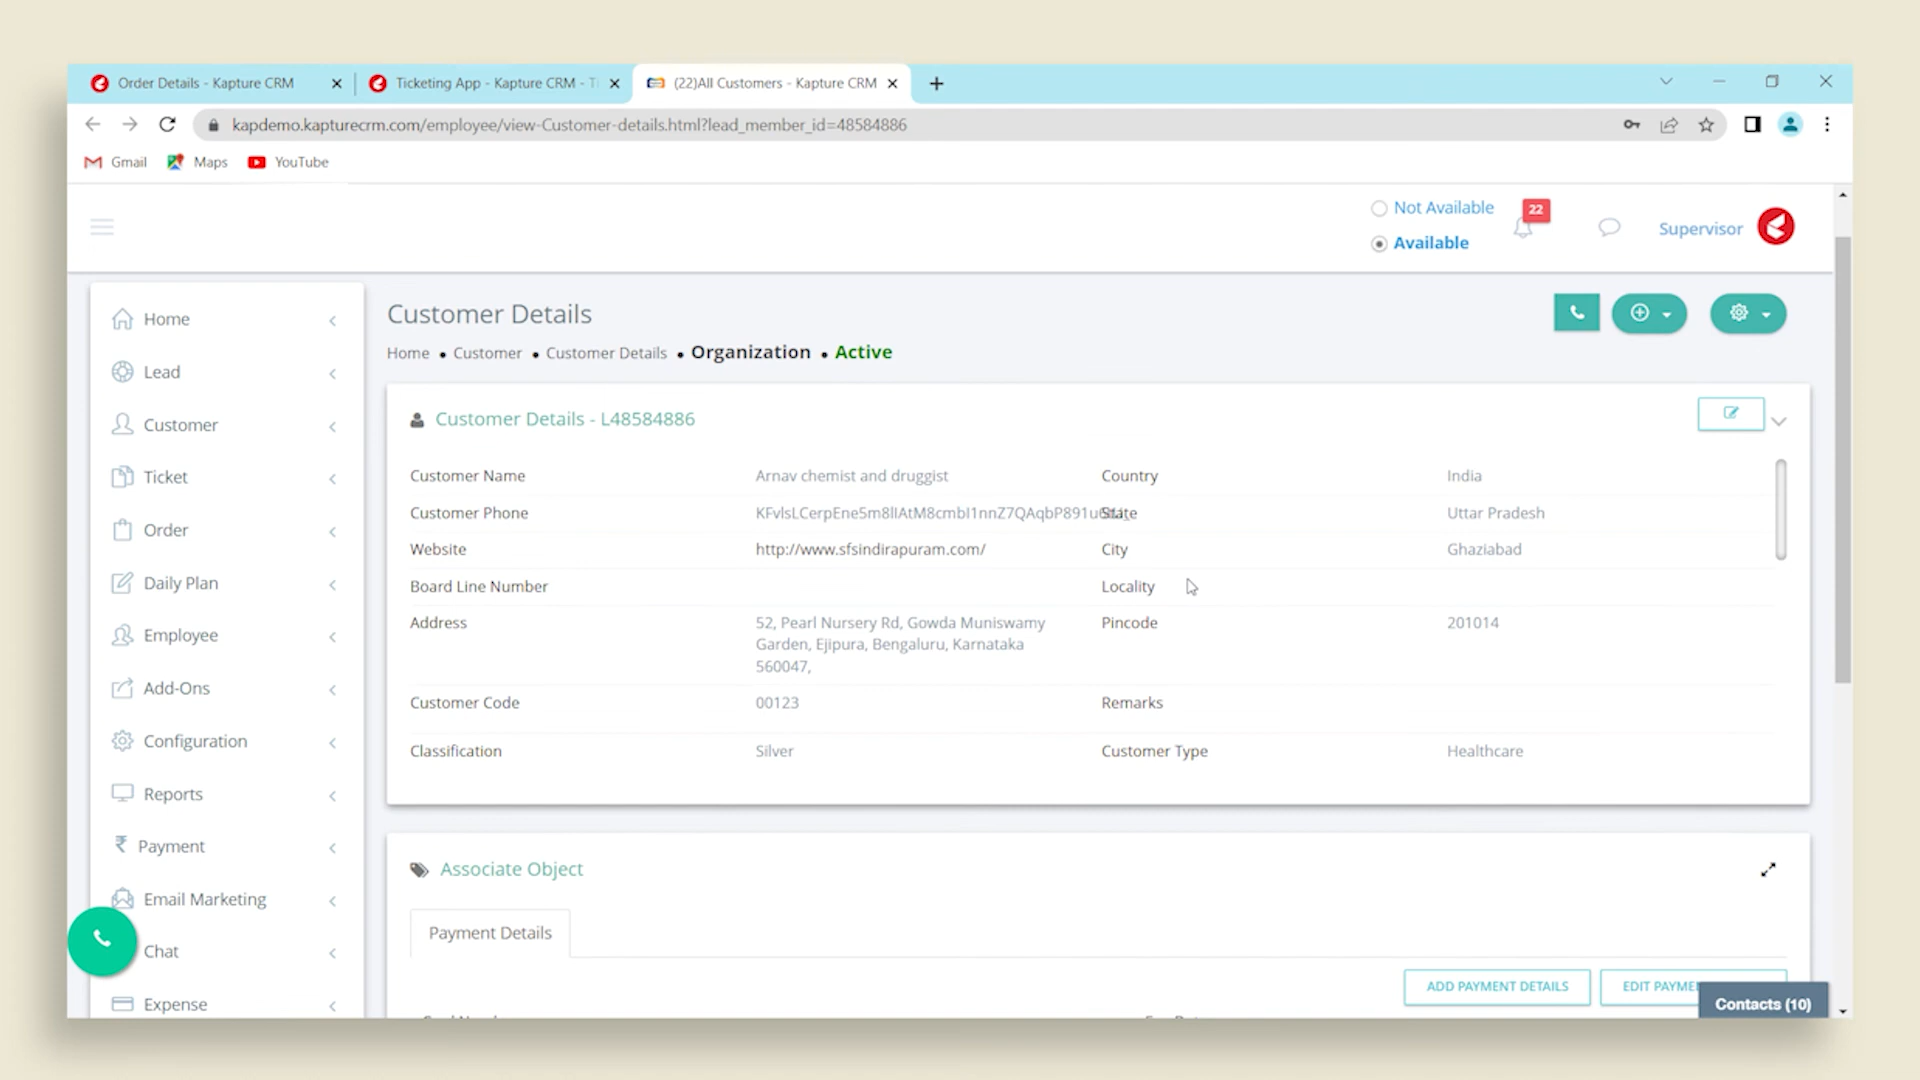 Order Details - Kapture CRM
Ticketing App - Kapture CRM - Ti
(22)All Customers - Kapture CRM
kapdemo.kapturecrm.com/employee/view-Customer-details.html?lead_member_id=48584886
Gmail
Maps
YouTube
Not Available
Available
22
Supervisor
Home
Lead
Customer
Ticket
Order
Daily Plan
Employee
Add-Ons
Configuration
Reports
Payment
Email Marketing
Chat
Expense
Customer Details
Home • Customer • Customer Details • Organization • Active
Customer Details - L48584886
Customer Name Arnav chemist and druggist Country India
Customer Phone State Uttar Pradesh
Website http://www.sfsindirapuram.com/ City Ghaziabad
Board Line Number Locality
Address 52, Pearl Nursery Rd, Gowda Muniswamy Pincode 201014
Garden, Ejipura, Bengaluru, Karnataka
560047,
Customer Code 00123 Remarks
Classification Silver Customer Type Healthcare
Associate Object
Payment Details
ADD PAYMENT DETAILS
EDIT
Contacts (10)